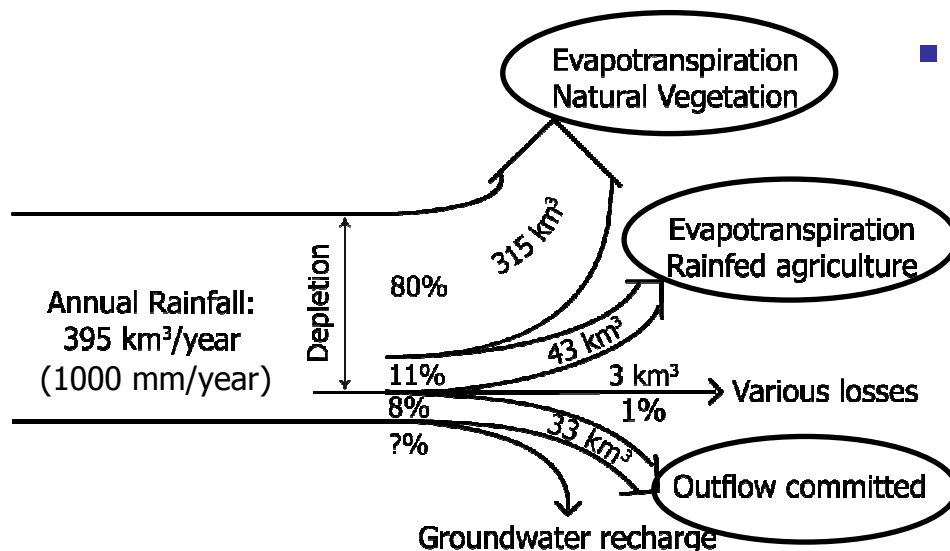 Evapotranspiration
Natural Vegetation
Evapotranspiration
Rainfed agriculture
315 km³
Depletion
80%
Annual Rainfall:
395 km³/year
(1000 mm/year)
43 km³
11%
3 km³
Various losses
1%
8%
33 km³
?%
Outflow committed
Groundwater recharge